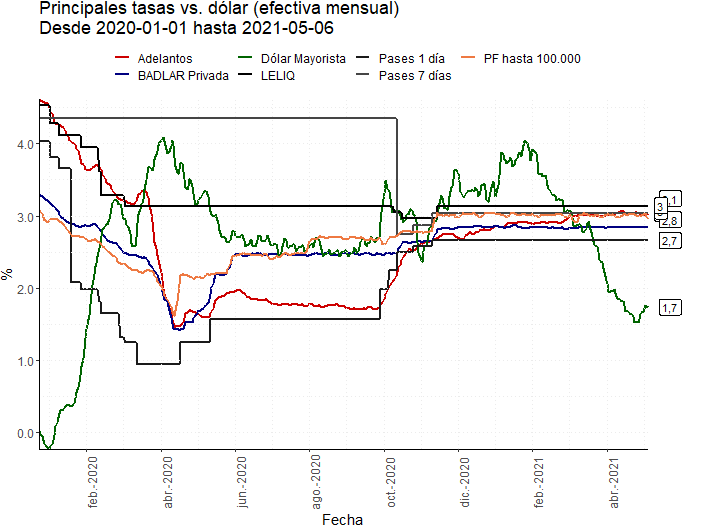 Principales tasas vs. dólar (efectiva mensual)
Desde 2020-01-01 hasta 2021-05-06
Adelantos Dólar Mayorista Pases 1 día PF hasta 100.000
BADLAR Privada LELIQ Pases 7 días
4.0
3.0
2.0
1.0
0.0
%
3
2,8
2,7
1,7
feb.-2020 abr.-2020 jun.-2020 ago.-2020 oct.-2020 dic.-2020 feb.-2021 abr.-2021
Fecha